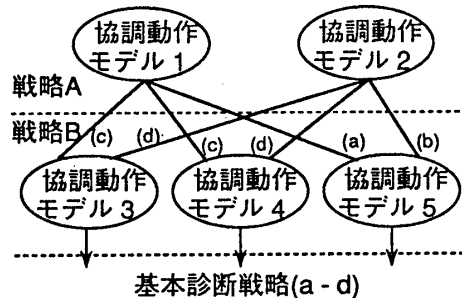 協調動作
モデル1
協調動作
モデル2
戦略A
戦略B
(c)
(d)
(c)
(d)
(a)
(b)
協調動作
モデル3
協調動作
モデル4
協調動作
モデル5
基本診断戦略(a - d)